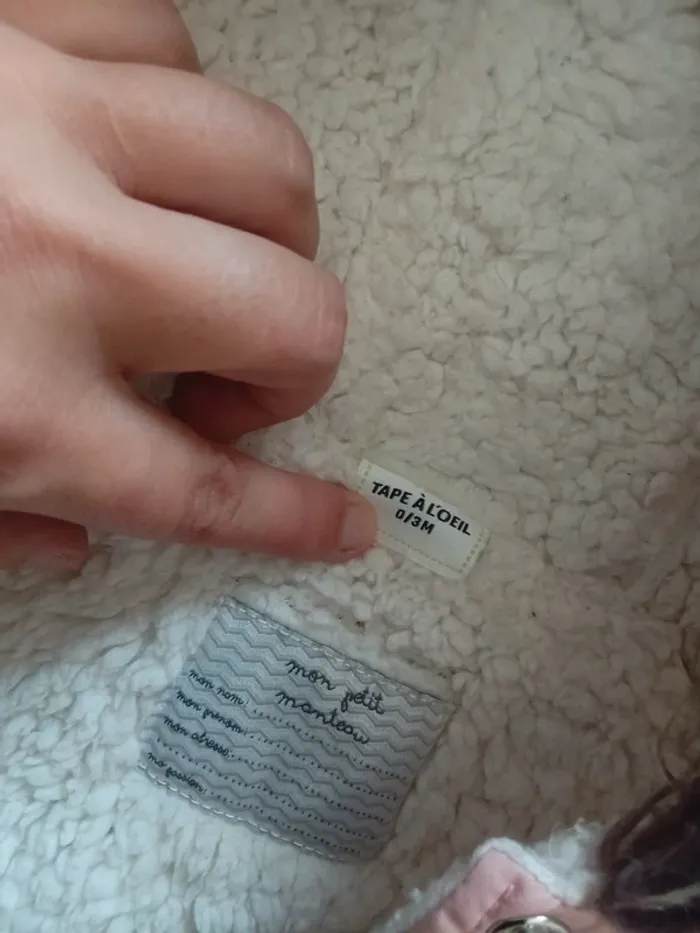 TAPE À L'OEIL
0/3M
mon petit
manteau
mon nom:
mon prénom:
mon adresse:
ma passion: